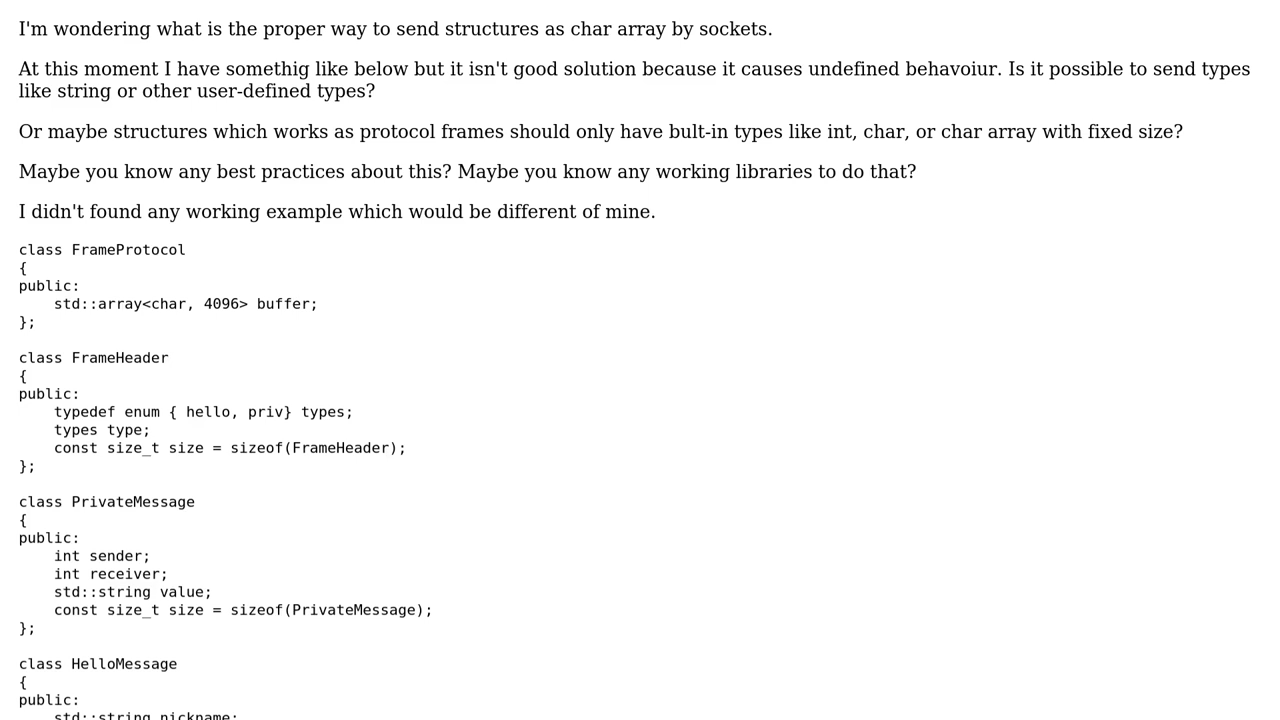 I'm wondering what is the proper way to send structures as char array by sockets.
At this moment I have somethig like below but it isn't good solution because it causes undefined behavoiur. Is it possible to send types
like string or other user-defined types?
Or maybe structures which works as protocol frames should only have bult-in types like int, char, or char array with fixed size?
Maybe you know any best practices about this? Maybe you know any working libraries to do that?
I didn't found any working example which would be different of mine.
class FrameProtocol
{
public:
    std::array<char, 4096> buffer;
};
class FrameHeader
{
public:
    typedef enum { hello, priv} types;
    types type;
    const size_t size = sizeof(FrameHeader);
};
class PrivateMessage
{
public:
    int sender;
    int receiver;
    std::string value;
    const size_t size = sizeof(PrivateMessage);
};
class HelloMessage
{
public:
    std::string nickname;